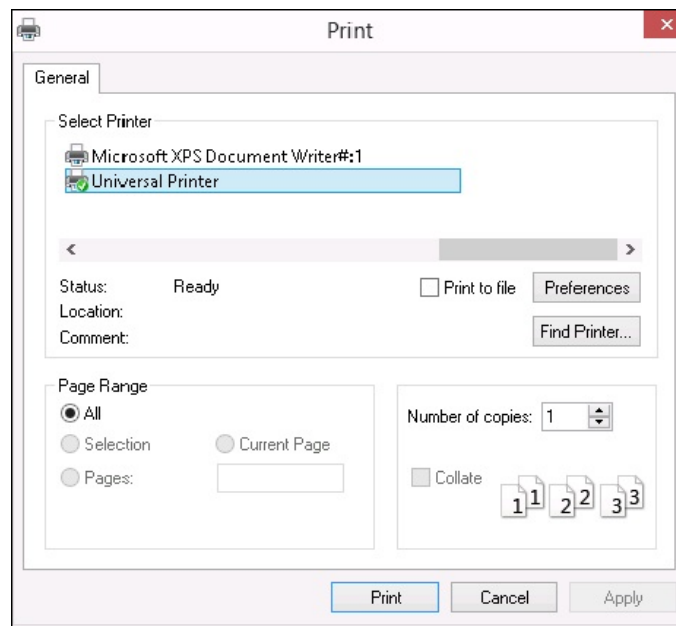 Print
General
Select Printer
Microsoft XPS Document Writer#:1
Universal Printer
Status: Ready
Print to file
Preferences
Location:
Comment:
Find Printer...
Page Range
All
Selection
Current Page
Pages:
Number of copies: 1
Collate
1 1 2 2 3 3
Print
Cancel
Apply